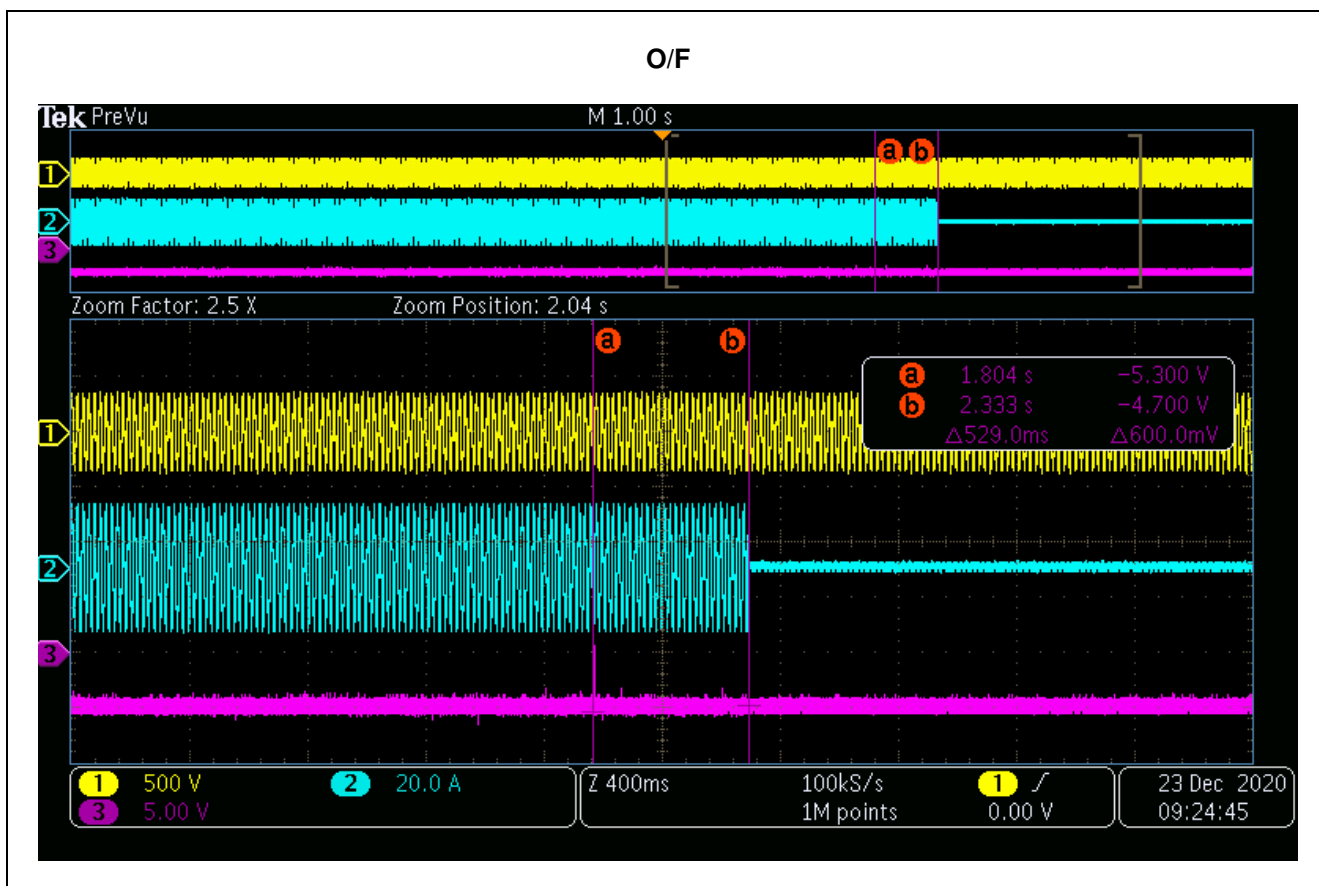 O/F
Tek PreVu M 1.00 s
a b
1
2
3
Zoom Factor: 2.5 X Zoom Position: 2.04 s
a b
a 1.804 s -5.300 V
b 2.333 s -4.700 V
Δ529.0ms Δ600.0mV
1
2
3
1 500 V 2 20.0 A Z 400ms 100kS/s 1 23 Dec 2020
3 5.00 V 1M points 0.00 V 09:24:45